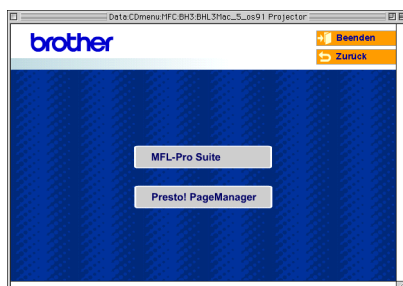 Data:CDmenu:MFC:BH3:BHL3Mac_5_os91 Projector
brother
Beenden
Zurück
MFL-Pro Suite
Presto! PageManager